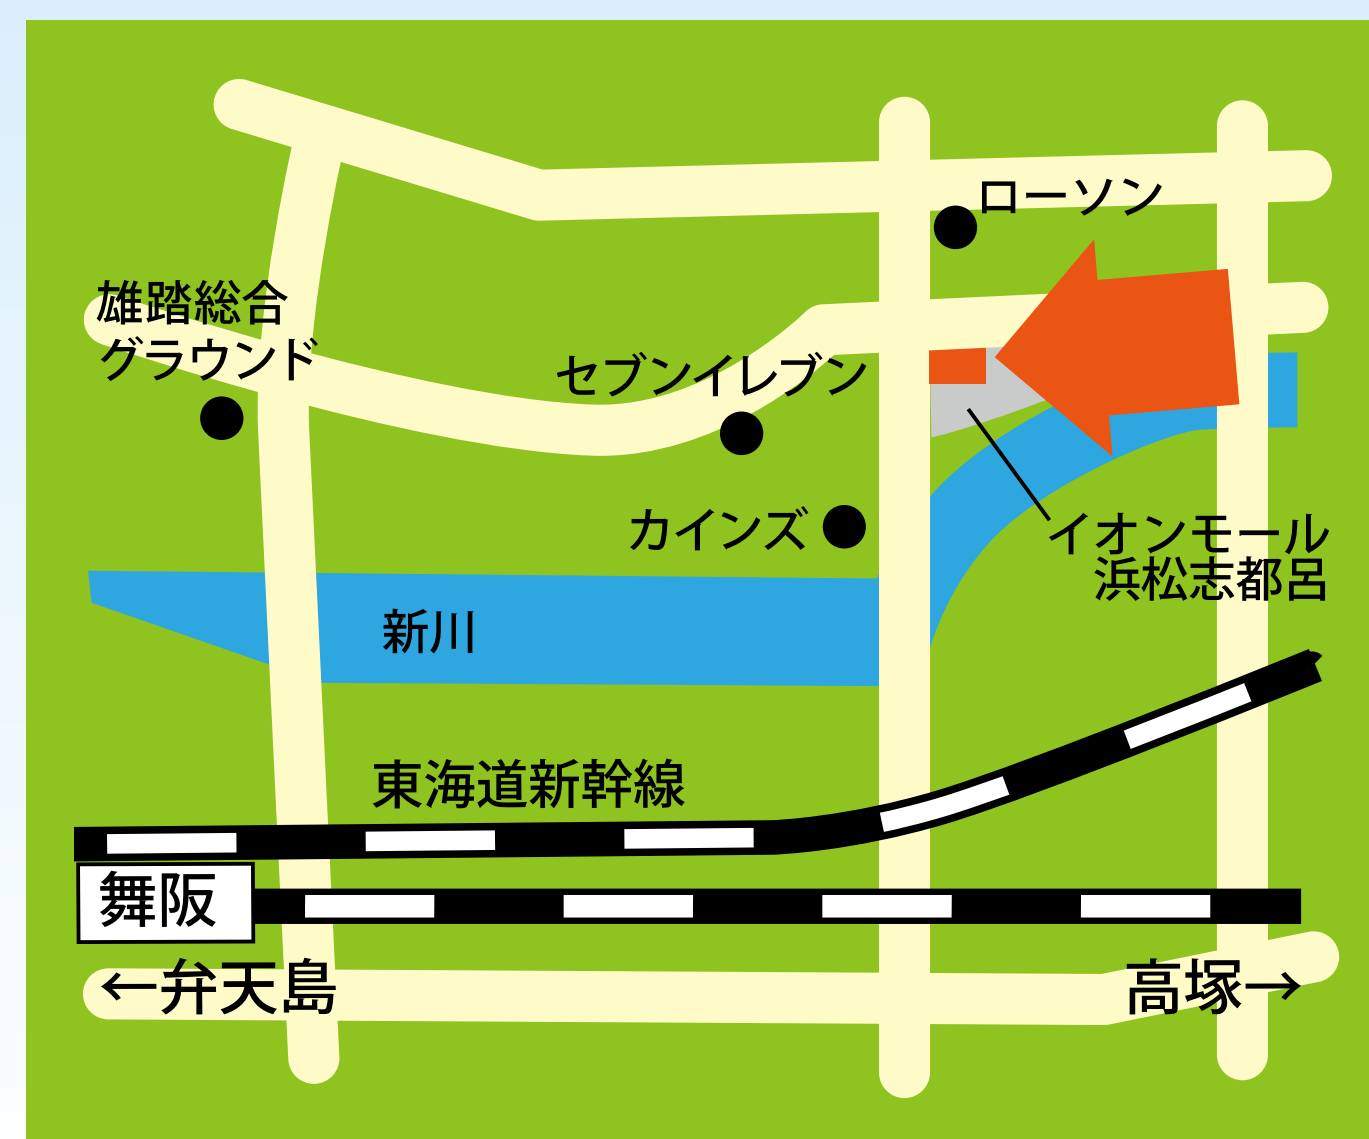 ローソン
雄踏総合
グラウンド
セブンイレブン
カインズ
イオンモール
浜松志都呂
新川
東海道新幹線
舞阪
←弁天島
高塚→